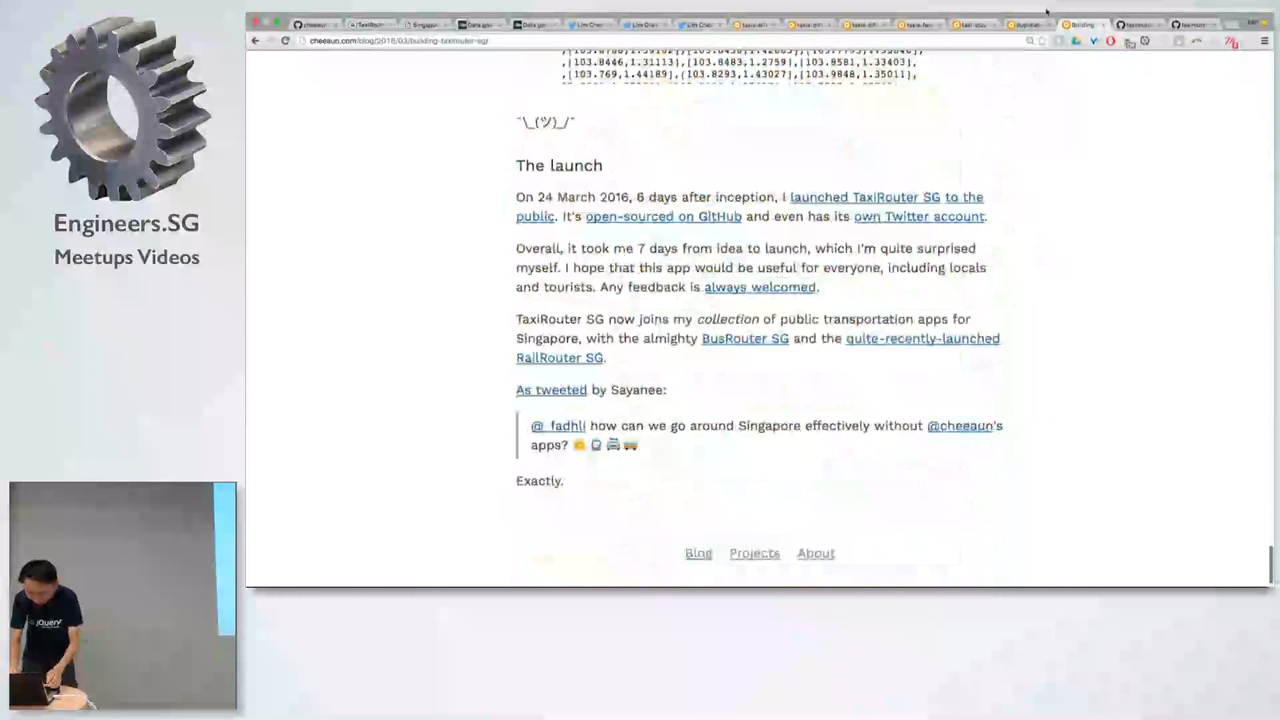 cheeaun.com/blog/2016/03/building-taxirouter-sg/
,[103.8446,1.31113],[103.8483,1.2759],[103.8581,1.33403],
,[103.769,1.44189],[103.8293,1.43027],[103.9848,1.35011],
¯\_(ツ)_/¯
The launch
On 24 March 2016, 6 days after inception, I launched TaxiRouter SG to the
public. It's open-sourced on GitHub and even has its own Twitter account.
Overall, it took me 7 days from idea to launch, which I'm quite surprised
myself. I hope that this app would be useful for everyone, including locals
and tourists. Any feedback is always welcomed.
TaxiRouter SG now joins my collection of public transportation apps for
Singapore, with the almighty BusRouter SG and the quite-recently-launched
RailRouter SG.
As tweeted by Sayanee:
@_fadhli how can we go around Singapore effectively without @cheeaun's
apps?
Exactly.
Blog Projects About
Engineers.SG
Meetups Videos
jQuery